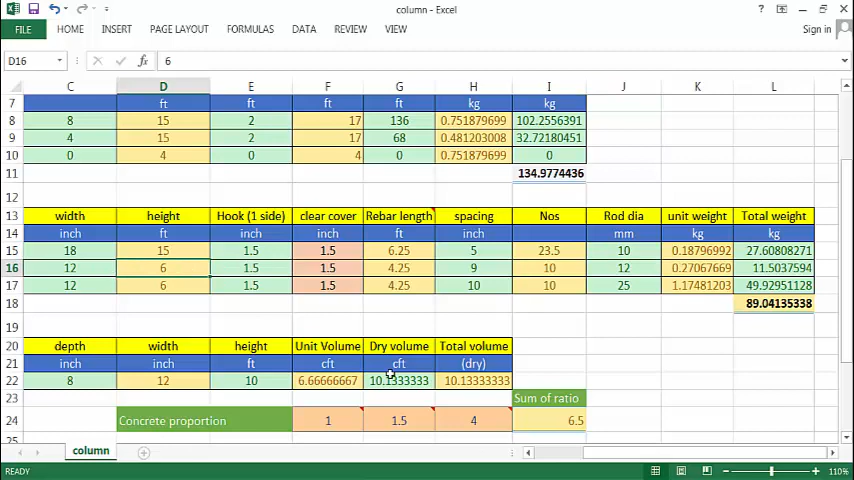 column - Excel
? 
Sign in
FILE HOME INSERT PAGE LAYOUT FORMULAS DATA REVIEW VIEW
D16 fx 6
C D E F G H I J K L
7 ft ft ft ft kg kg
8 8 15 2 17 136 0.751879699 102.2556391
9 4 15 2 17 68 0.481203008 32.72180451
10 0 4 0 4 0 0.751879699 0
11 134.9774436
12
13 width height Hook (1 side) clear cover Rebar length spacing Nos Rod dia unit weight Total weight
14 inch ft inch inch ft inch mm kg kg
15 18 15 1.5 1.5 6.25 5 23.5 10 0.18796992 27.60808271
16 12 6 1.5 1.5 4.25 9 10 12 0.27067669 11.5037594
17 12 6 1.5 1.5 4.25 10 10 25 1.17481203 49.92951128
18 89.04135338
19
20 depth width height Unit Volume Dry volume Total volume
21 inch inch ft cft cft (dry)
22 8 12 10 6.66666667 10.1333333 10.13333333
23 Sum of ratio
24 Concrete proportion 1 1.5 4 6.5
25
column
READY 110%